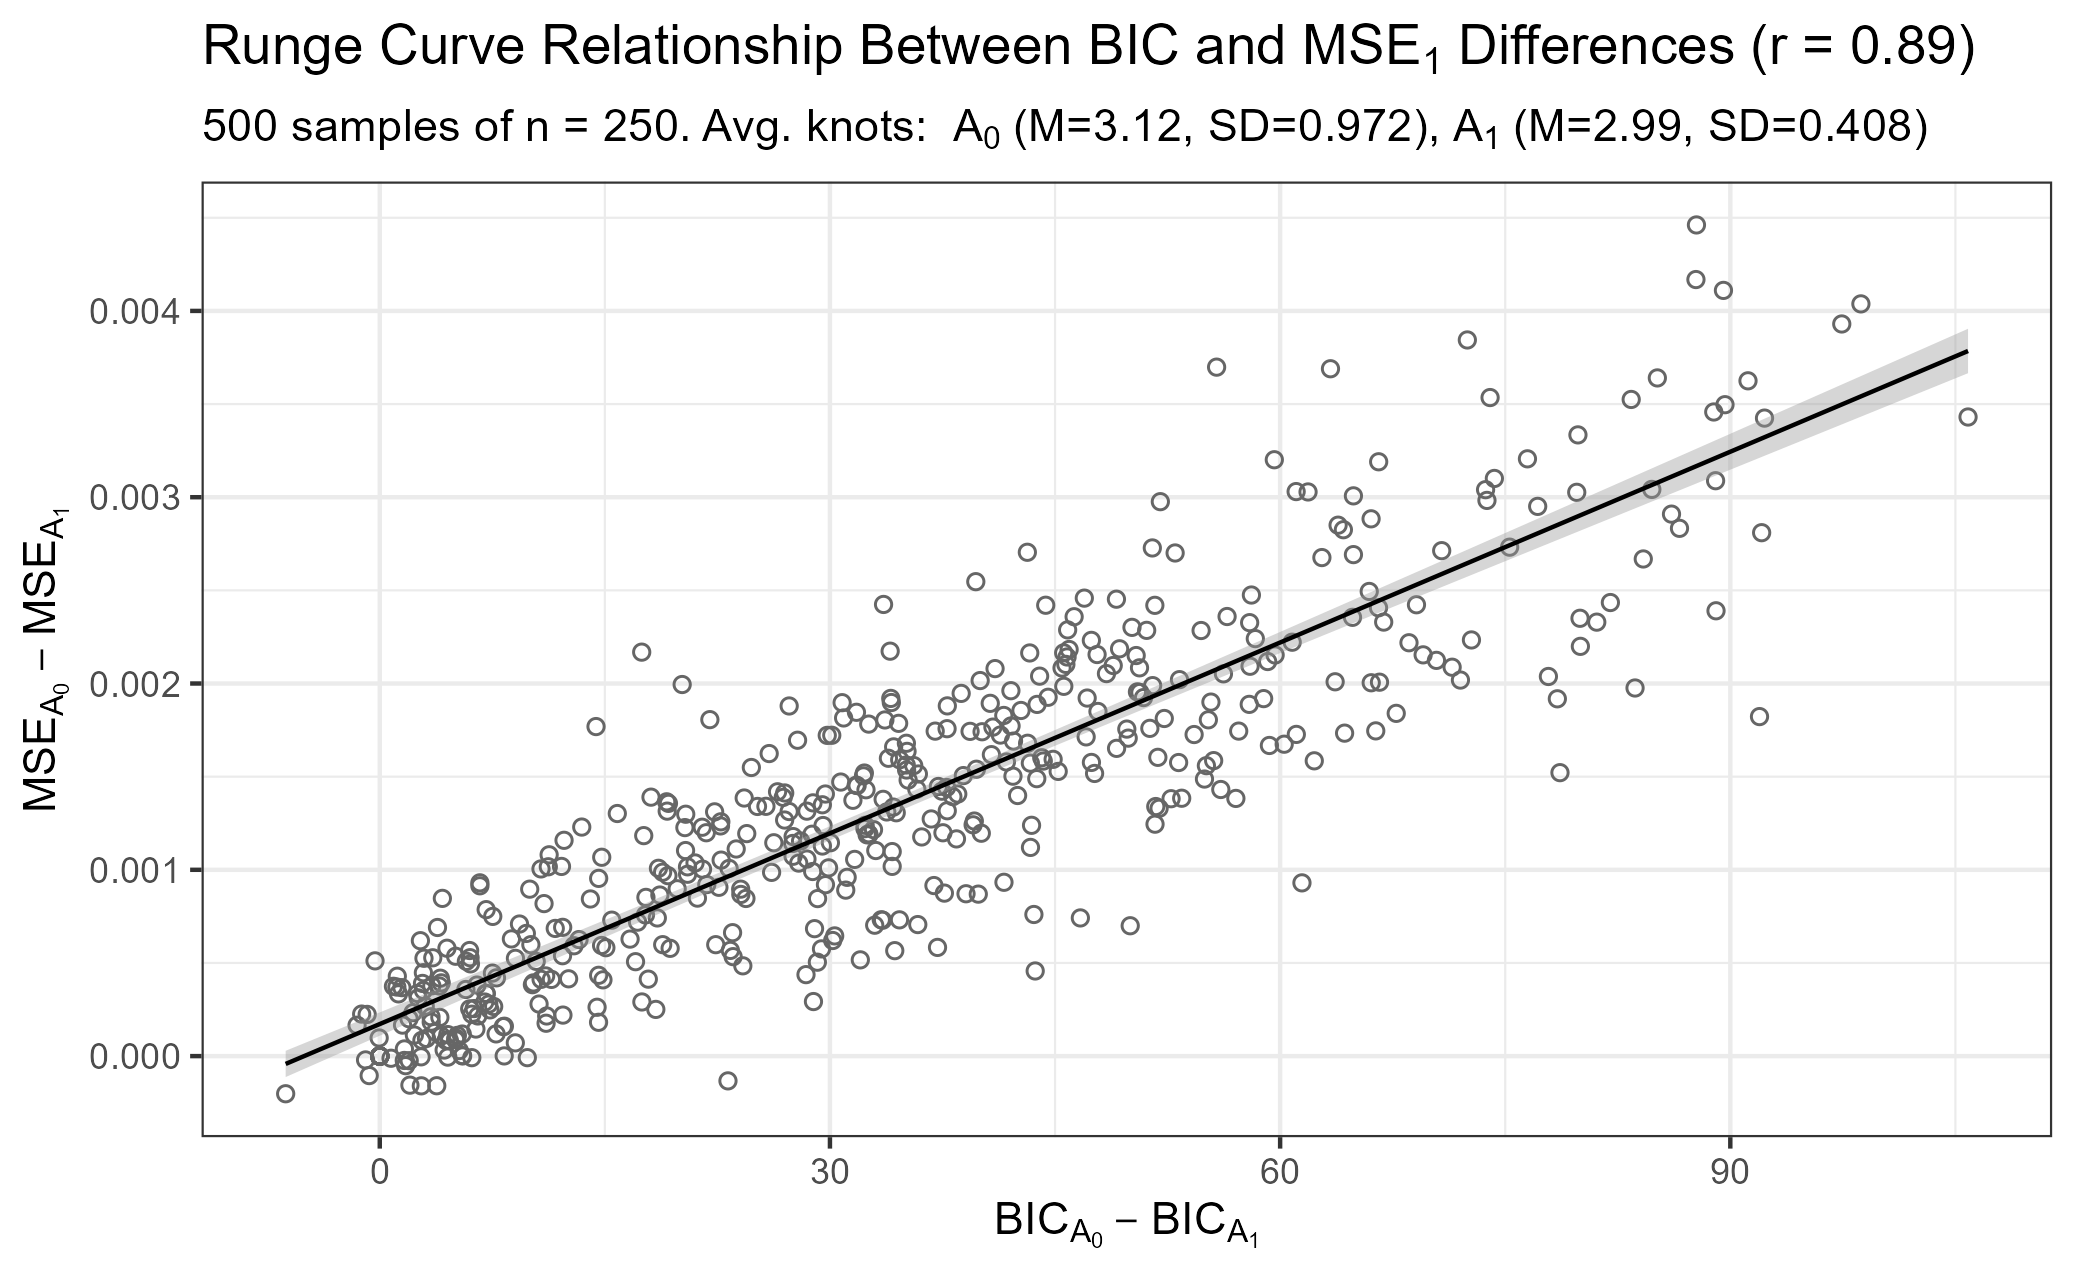 Runge Curve Relationship Between BIC and MSE₁ Differences (r = 0.89)
500 samples of n = 250. Avg. knots:  A₀ (M=3.12, SD=0.972), A₁ (M=2.99, SD=0.408)
MSE_A₀ − MSE_A₁
0.004
0.003
0.002
0.001
0.000
0 30 60 90
BIC_A₀ − BIC_A₁